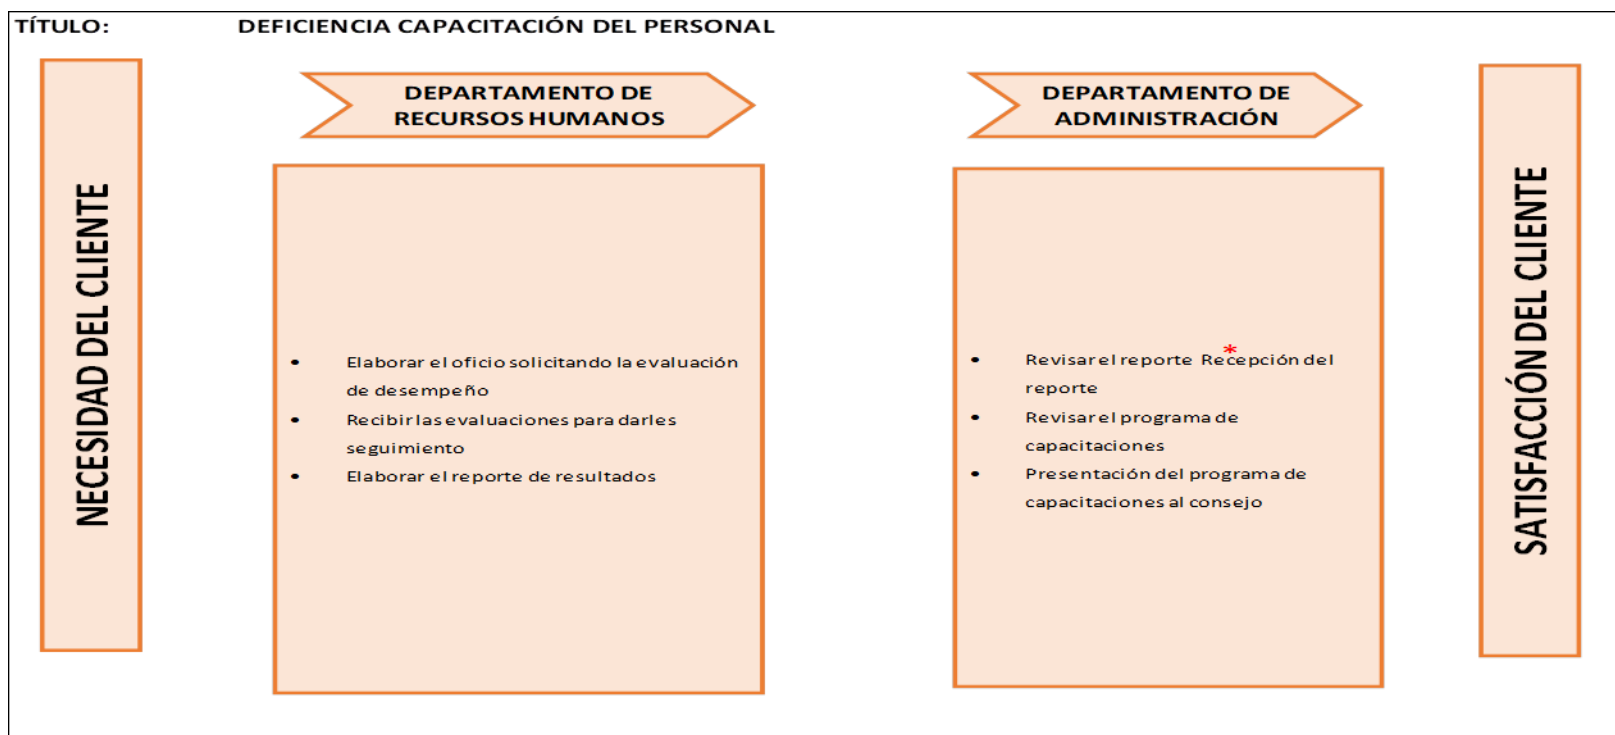 TÍTULO: DEFICIENCIA CAPACITACIÓN DEL PERSONAL
NECESIDAD DEL CLIENTE
DEPARTAMENTO DE
RECURSOS HUMANOS
• Elaborar el oficio solicitando la evaluación
de desempeño
• Recibir las evaluaciones para darles
seguimiento
• Elaborar el reporte de resultados
DEPARTAMENTO DE
ADMINISTRACIÓN
*
• Revisar el reporte Recepción del
reporte
• Revisar el programa de
capacitaciones
• Presentación del programa de
capacitaciones al consejo
SATISFACCIÓN DEL CLIENTE